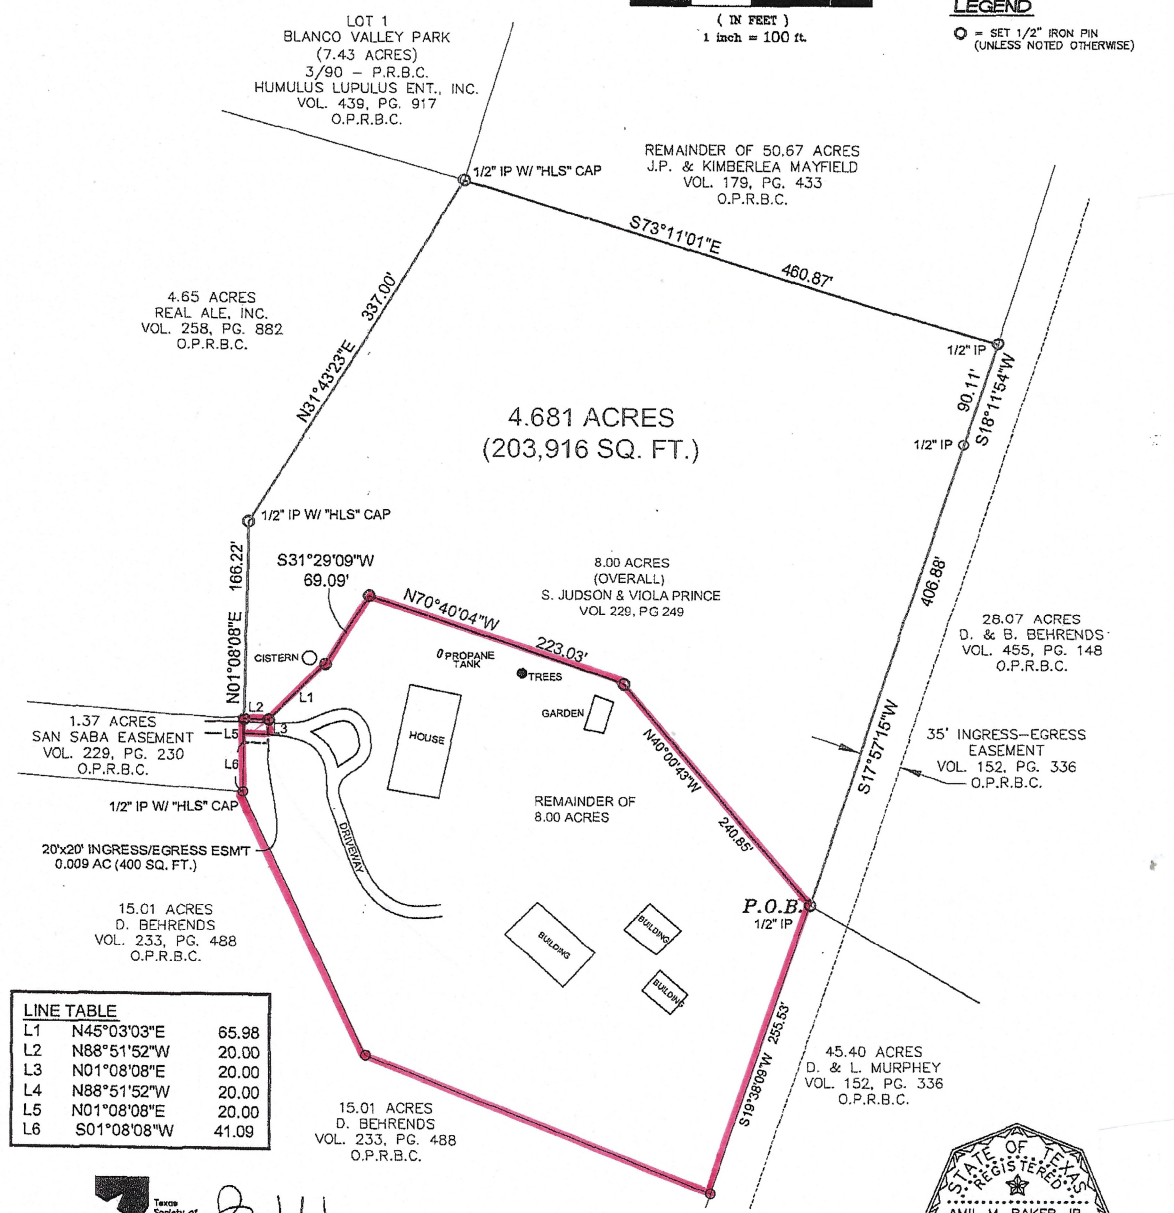 ( IN FEET )
1 inch = 100 ft.
LEGEND
= SET 1/2" IRON PIN
(UNLESS NOTED OTHERWISE)
LOT 1
BLANCO VALLEY PARK
(7.43 ACRES)
3/90 - P.R.B.C.
HUMULUS LUPULUS ENT., INC.
VOL. 439, PG. 917
O.P.R.B.C.
1/2" IP W/ "HLS" CAP
REMAINDER OF 50.67 ACRES
J.P. & KIMBERLEA MAYFIELD
VOL. 179, PG. 433
O.P.R.B.C.
S73°11'01"E
460.87'
4.65 ACRES
REAL ALE, INC.
VOL. 258, PG. 882
O.P.R.B.C.
N31°43'23"E
337.00'
1/2" IP
90.11'
S18°11'54"W
1/2" IP
4.681 ACRES
(203,916 SQ. FT.)
1/2" IP W/ "HLS" CAP
N01°08'08"E
166.22'
S31°29'09"W
69.09'
8.00 ACRES
(OVERALL)
S. JUDSON & VIOLA PRINCE
VOL 229, PG 249
N70°40'04"W
223.03'
406.88'
S17°57'15"W
28.07 ACRES
D. & B. BEHRENDS
VOL. 455, PG. 148
O.P.R.B.C.
CISTERN
PROPANE
TANK
TREES
GARDEN
L1
L2
L3
L5
L6
HOUSE
N40°00'43"W
240.85'
1.37 ACRES
SAN SABA EASEMENT
VOL. 229, PG. 230
O.P.R.B.C.
35' INGRESS-EGRESS
EASEMENT
VOL. 152, PG. 336
O.P.R.B.C.
1/2" IP W/ "HLS" CAP
REMAINDER OF
8.00 ACRES
DRIVEWAY
20'x20' INGRESS/EGRESS ESM'T
0.009 AC (400 SQ. FT.)
P.O.B.
1/2" IP
BUILDING
BUILDING
BUILDING
15.01 ACRES
D. BEHRENDS
VOL. 233, PG. 488
O.P.R.B.C.
LINE TABLE
L1 N45°03'03"E 65.98
L2 N88°51'52"W 20.00
L3 N01°08'08"E 20.00
L4 N88°51'52"W 20.00
L5 N01°08'08"E 20.00
L6 S01°08'08"W 41.09
S19°38'09"W 255.53'
45.40 ACRES
D. & L. MURPHEY
VOL. 152, PG. 336
O.P.R.B.C.
15.01 ACRES
D. BEHRENDS
VOL. 233, PG. 488
O.P.R.B.C.
Texas
Society of
STATE OF TEXAS
REGISTERED
AMIL M. BAKER JR.